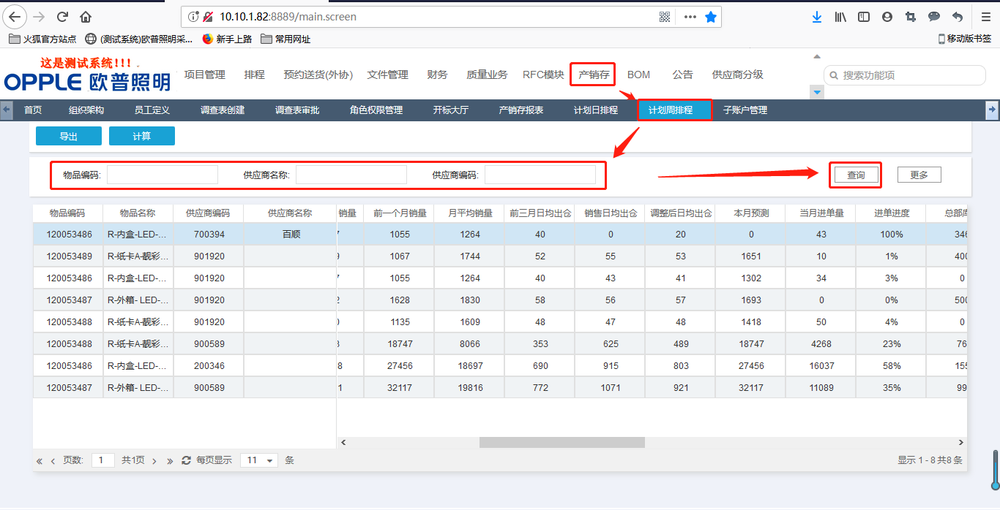 10.10.1.82:8889/main.screen
火狐官方站点 (测试系统)欧普照明采... 新手上路 常用网址 移动版书签
这是测试系统!!! .
OPPLE 欧普照明
项目管理 排程 预约送货(外协) 文件管理 财务 质量业务 RFC模块 产销存 BOM 公告 供应商分级 搜索功能项
首页 组织架构 员工定义 调查表创建 调查表审批 角色权限管理 开标大厅 产销存报表 计划日排程 计划周排程 子账户管理
导出 计算
物品编码: 供应商名称: 供应商编码: 查询 更多
物品编码 物品名称 供应商编码 供应商名称 销量 前一个月销量 月平均销量 前三月日均出仓 销售日均出仓 调整后日均出仓 本月预测 当月进单量 进单进度 总部库
120053486 R-内盒-LED-... 700394 百顺 7 1055 1264 40 0 20 0 43 100% 346
120053489 R-纸卡A-靓彩... 901920 9 1067 1744 52 55 53 1651 10 1% 400
120053486 R-内盒-LED-... 901920 7 1055 1264 40 43 41 1302 34 3% 0
120053487 R-外箱- LED-... 901920 2 1628 1830 58 56 57 1693 0 0% 500
120053488 R-纸卡A-靓彩... 901920 0 1135 1609 48 47 48 1418 50 4% 0
120053488 R-纸卡A-靓彩... 900589 3 18747 8066 353 625 489 18747 4268 23% 76
120053486 R-内盒-LED-... 200346 8 27456 18697 690 915 803 27456 16037 58% 155
120053487 R-外箱- LED-... 900589 1 32117 19816 772 1071 921 32117 11089 35% 99
页数: 1 共1页 每页显示 11 条 显示 1 - 8 共8 条